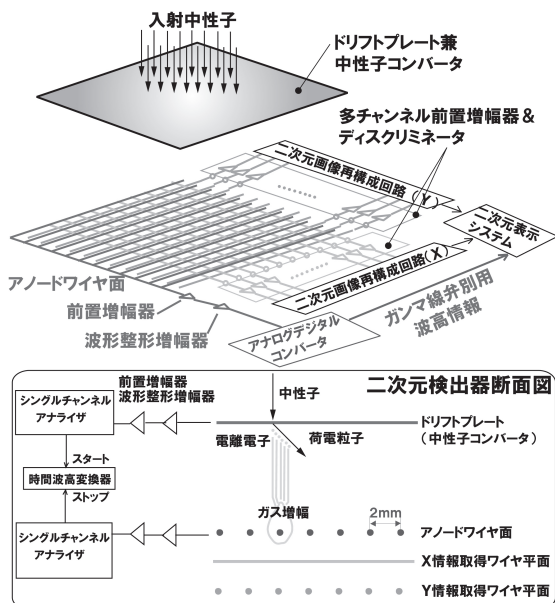 入射中性子
ドリフトプレート兼
中性子コンバータ
多チャンネル前置増幅器＆
ディスクリミネータ
二次元画像再構成回路（Y）
二次元表示
システム
二次元画像再構成回路（X）
アノードワイヤ面
前置増幅器
波形整形増幅器
アナログデジタル
コンバータ
ガンマ線弁別用
波高情報
二次元検出器断面図
前置増幅器
波形整形増幅器
シングルチャンネル
アナライザ
中性子
ドリフトプレート
（中性子コンバータ）
電離電子
荷電粒子
スタート
時間波高変換器
ストップ
ガス増幅
2mm
シングルチャンネル
アナライザ
アノードワイヤ面
X情報取得ワイヤ平面
Y情報取得ワイヤ平面